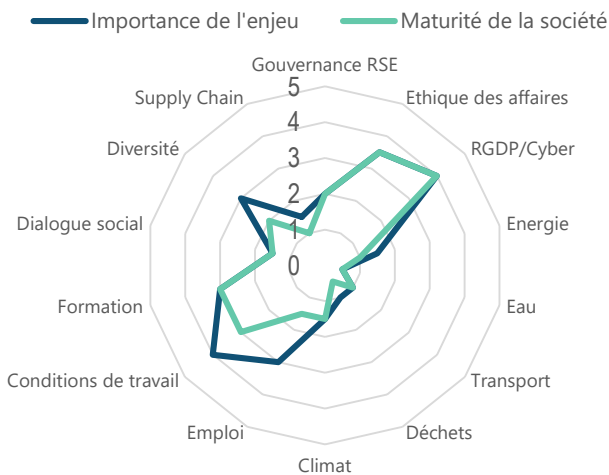 Importance de l'enjeu
Maturité de la société
Gouvernance RSE
Ethique des affaires
RGDP/Cyber
Energie
Eau
Transport
Déchets
Climat
Emploi
Conditions de travail
Formation
Dialogue social
Diversité
Supply Chain
5
4
3
2
1
0